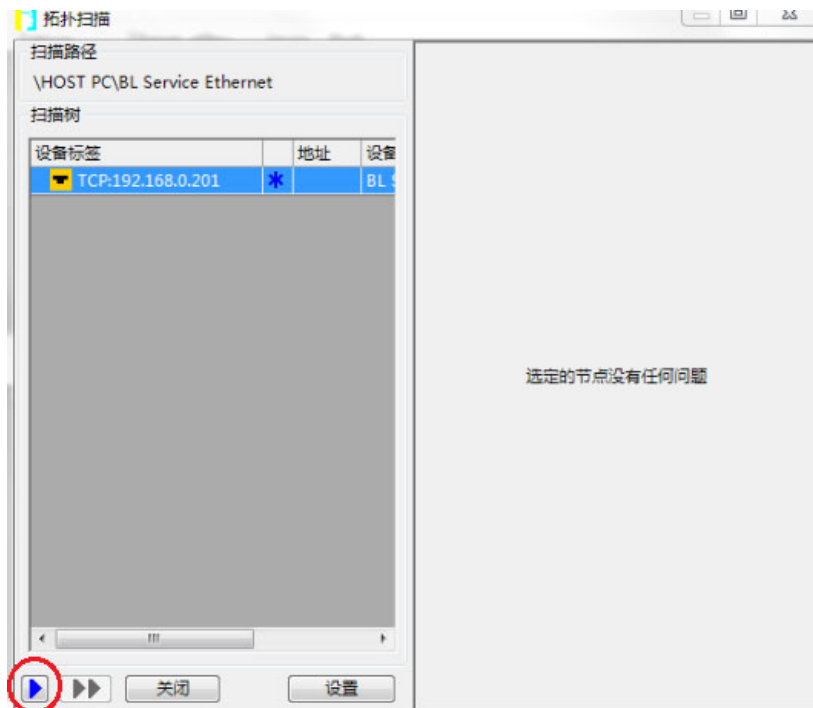 拓扑扫描
扫描路径
\HOST PC\BL Service Ethernet
扫描树
设备标签 地址 设备
TCP:192.168.0.201 BL S
选定的节点没有任何问题
关闭 设置